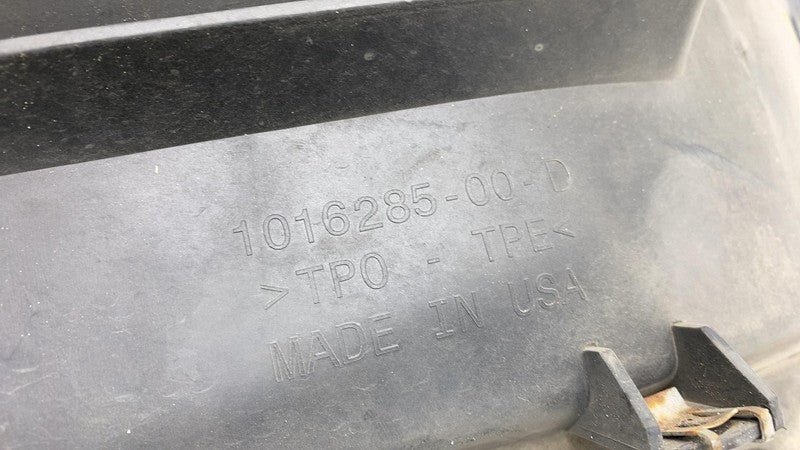 1016285-00-D
>TPO - TPE<
MADE IN USA